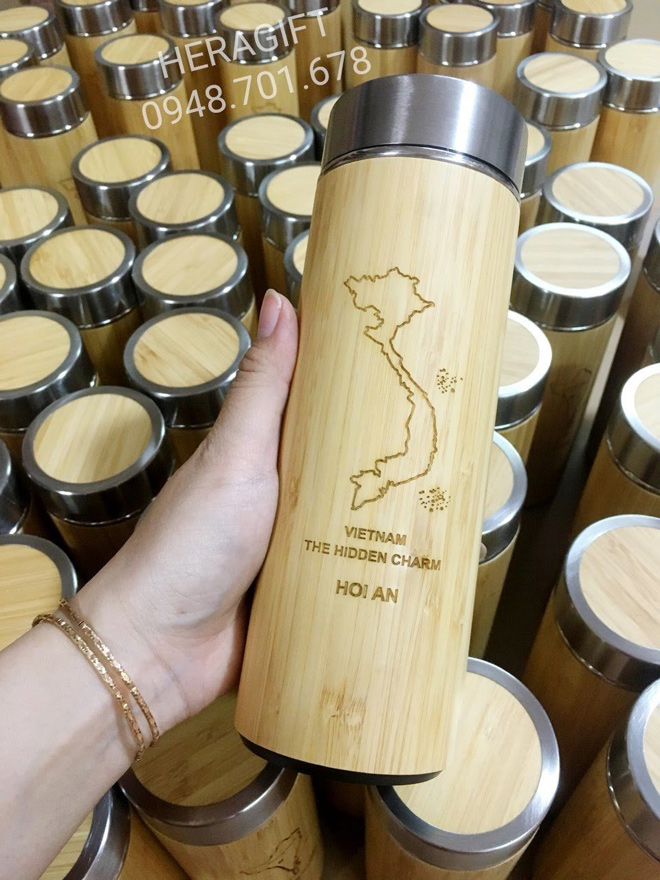 HERAGIFT
0948.701.678
VIETNAM
THE HIDDEN CHARM
HOI AN